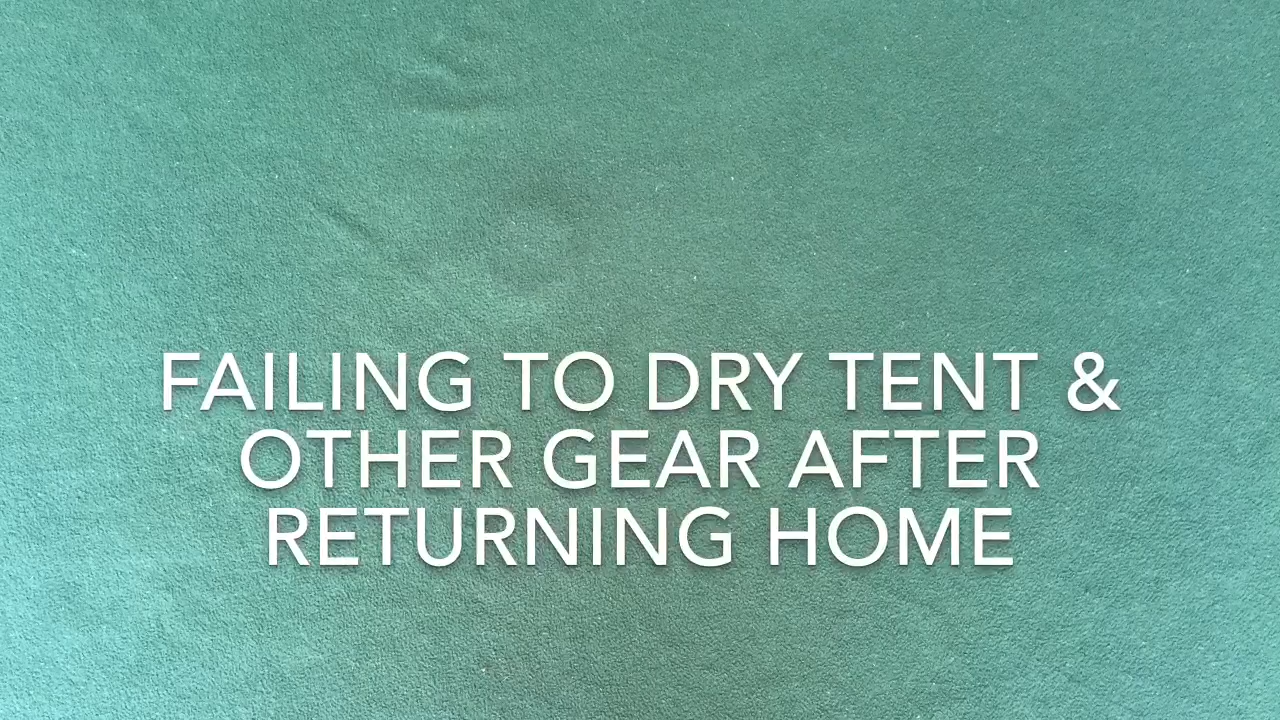 FAILING TO DRY TENT &
OTHER GEAR AFTER
RETURNING HOME